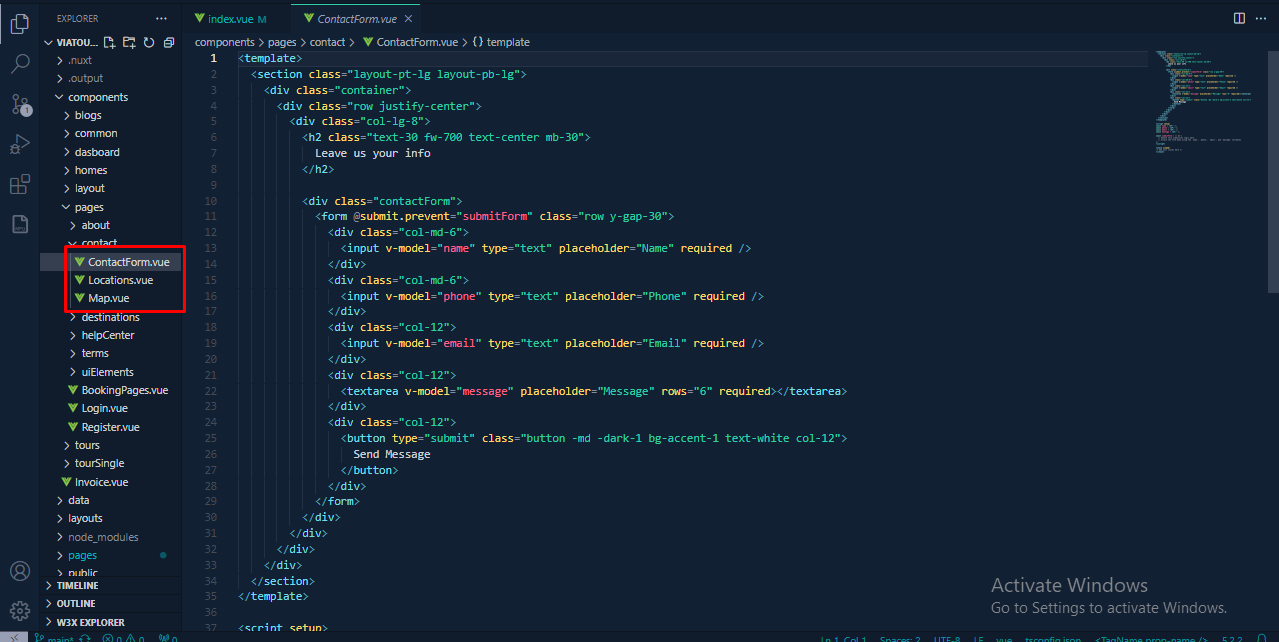 EXPLORER
VIATOU...
.nuxt
.output
components
blogs
common
dasboard
homes
layout
pages
about
contact
ContactForm.vue
Locations.vue
Map.vue
destinations
helpCenter
terms
uiElements
BookingPages.vue
Login.vue
Register.vue
tours
tourSingle
Invoice.vue
data
layouts
node_modules
pages
public
TIMELINE
OUTLINE
W3X EXPLORER
1
index.vue M
ContactForm.vue
components > pages > contact > ContactForm.vue > {} template
1 <template>
2 <section class="layout-pt-lg layout-pb-lg">
3 <div class="container">
4 <div class="row justify-center">
5 <div class="col-lg-8">
6 <h2 class="text-30 fw-700 text-center mb-30">
7 Leave us your info
8 </h2>
9
10 <div class="contactForm">
11 <form @submit.prevent="submitForm" class="row y-gap-30">
12 <div class="col-md-6">
13 <input v-model="name" type="text" placeholder="Name" required />
14 </div>
15 <div class="col-md-6">
16 <input v-model="phone" type="text" placeholder="Phone" required />
17 </div>
18 <div class="col-12">
19 <input v-model="email" type="text" placeholder="Email" required />
20 </div>
21 <div class="col-12">
22 <textarea v-model="message" placeholder="Message" rows="6" required></textarea>
23 </div>
24 <div class="col-12">
25 <button type="submit" class="button -md -dark-1 bg-accent-1 text-white col-12">
26 Send Message
27 </button>
28 </div>
29 </form>
30 </div>
31 </div>
32 </div>
33 </div>
34 </section>
35 </template>
36
37 <script setup>
Activate Windows
Go to Settings to activate Windows.
main* 0 0 0 Ln 1, Col 1 Spaces: 2 UTF-8 LF vue tsconfig.json <TagName prop-name /> 5.2.2